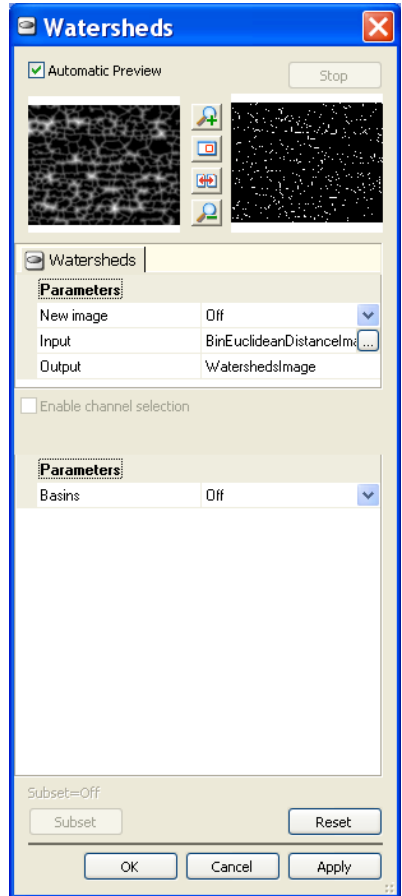 Watersheds
Automatic Preview
Stop
Watersheds
Parameters
New image Off
Input BinEuclideanDistanceIma ...
Output WatershedsImage
Enable channel selection
Parameters
Basins Off
Subset=Off
Subset Reset
OK Cancel Apply